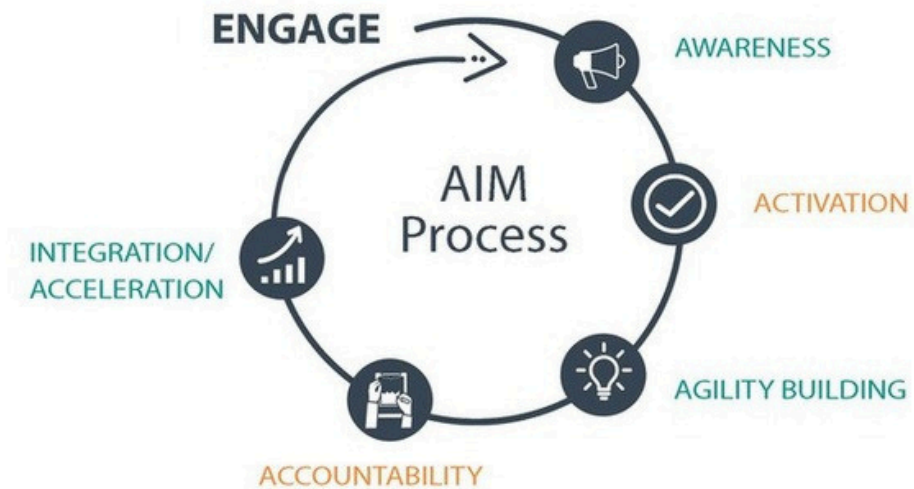 ENGAGE
AWARENESS
AIM
Process
ACTIVATION
INTEGRATION/
ACCELERATION
AGILITY BUILDING
ACCOUNTABILITY